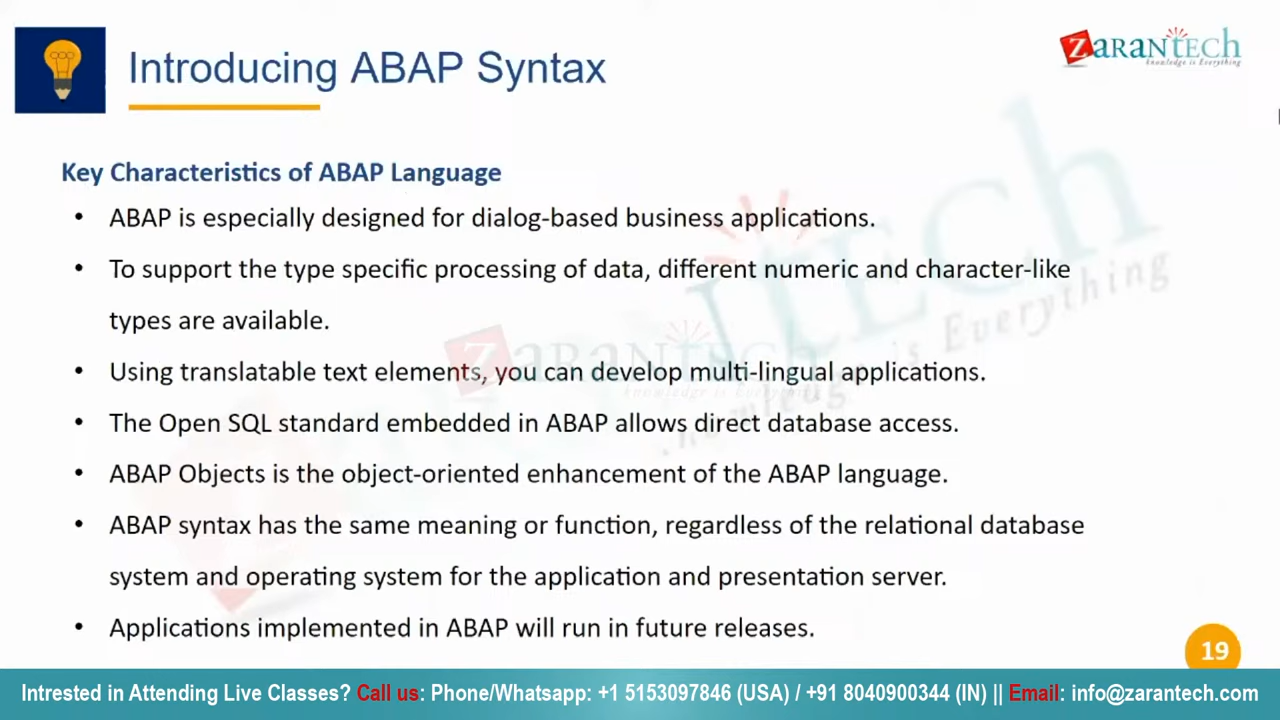 Introducing ABAP Syntax
ZaranTech
knowledge is Everything
Key Characteristics of ABAP Language
• ABAP is especially designed for dialog-based business applications.
• To support the type specific processing of data, different numeric and character-like
types are available.
• Using translatable text elements, you can develop multi-lingual applications.
• The Open SQL standard embedded in ABAP allows direct database access.
• ABAP Objects is the object-oriented enhancement of the ABAP language.
• ABAP syntax has the same meaning or function, regardless of the relational database
system and operating system for the application and presentation server.
• Applications implemented in ABAP will run in future releases.
19
Intrested in Attending Live Classes? Call us: Phone/Whatsapp: +1 5153097846 (USA) / +91 8040900344 (IN) || Email: info@zarantech.com